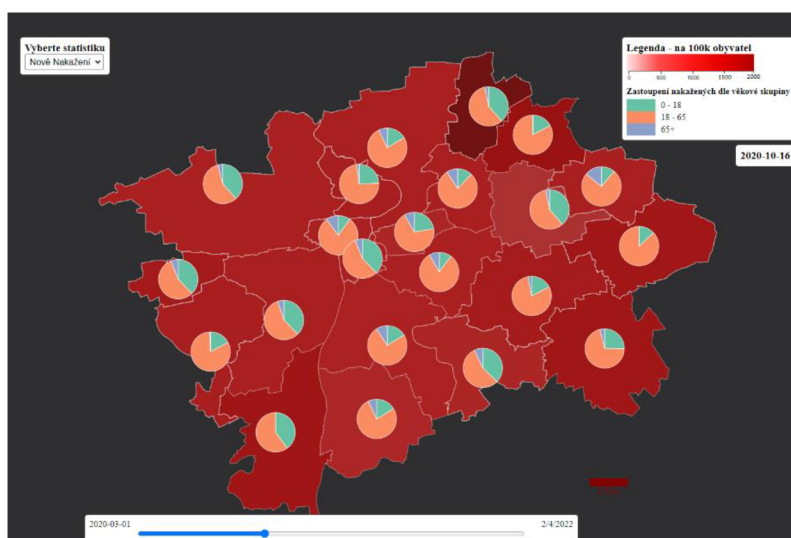 Vyberte statistiku
Nově Nakažení
Legenda - na 100k obyvatel
0 500 1000 1500 2000
Zastoupení nakažených dle věkové skupiny
0 - 18
18 - 65
65+
2020-10-16
2020-03-01
2/4/2022